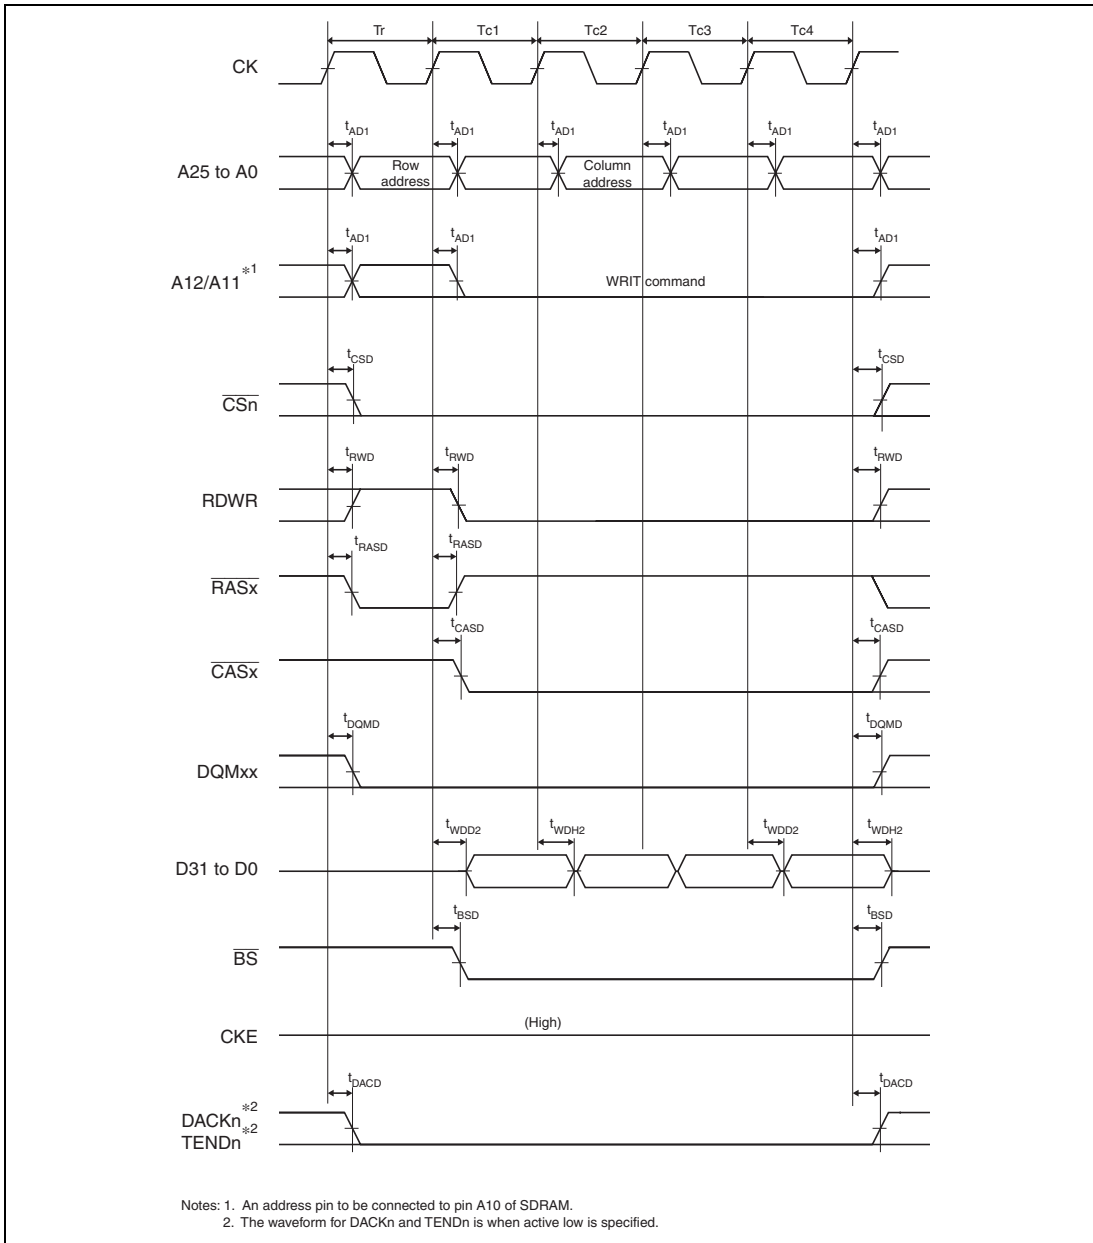 Tr Tc1 Tc2 Tc3 Tc4
CK
tAD1 tAD1 tAD1 tAD1 tAD1 tAD1
A25 to A0
Row address
Column address
tAD1 tAD1 tAD1
A12/A11*1
WRIT command
tCSD tCSD
CSn
tRWD tRWD tRWD
RDWR
tRASD tRASD
RASx
tCASD tCASD
CASx
tDQMD tDQMD
DQMxx
tWDD2 tWDH2 tWDD2 tWDH2
D31 to D0
tBSD tBSD
BS
(High)
CKE
tDACD tDACD
DACKn*2
TENDn*2
Notes: 1. An address pin to be connected to pin A10 of SDRAM.
2. The waveform for DACKn and TENDn is when active low is specified.